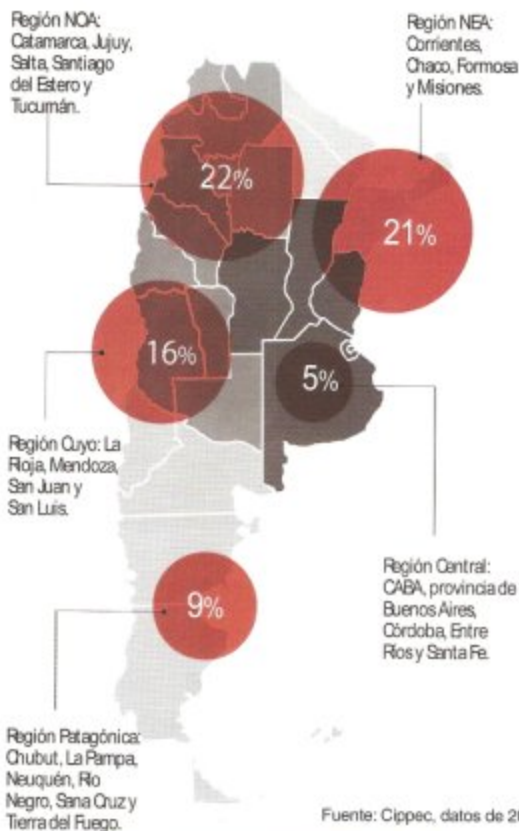 Región NOA:
Catamarca, Jujuy,
Salta, Santiago
del Estero y
Tucumán.
Región NEA:
Corrientes,
Chaco, Formosa
y Misiones.
22%
21%
16%
5%
Región Cuyo: La
Rioja, Mendoza,
San Juan y
San Luis.
Región Central:
CABA, provincia de
Buenos Aires,
Córdoba, Entre
Ríos y Santa Fe.
9%
Región Patagónica:
Chubut, La Pampa,
Neuquén, Río
Negro, Sana Cruz y
Tierra del Fuego.
Fuente: Cippec, datos de